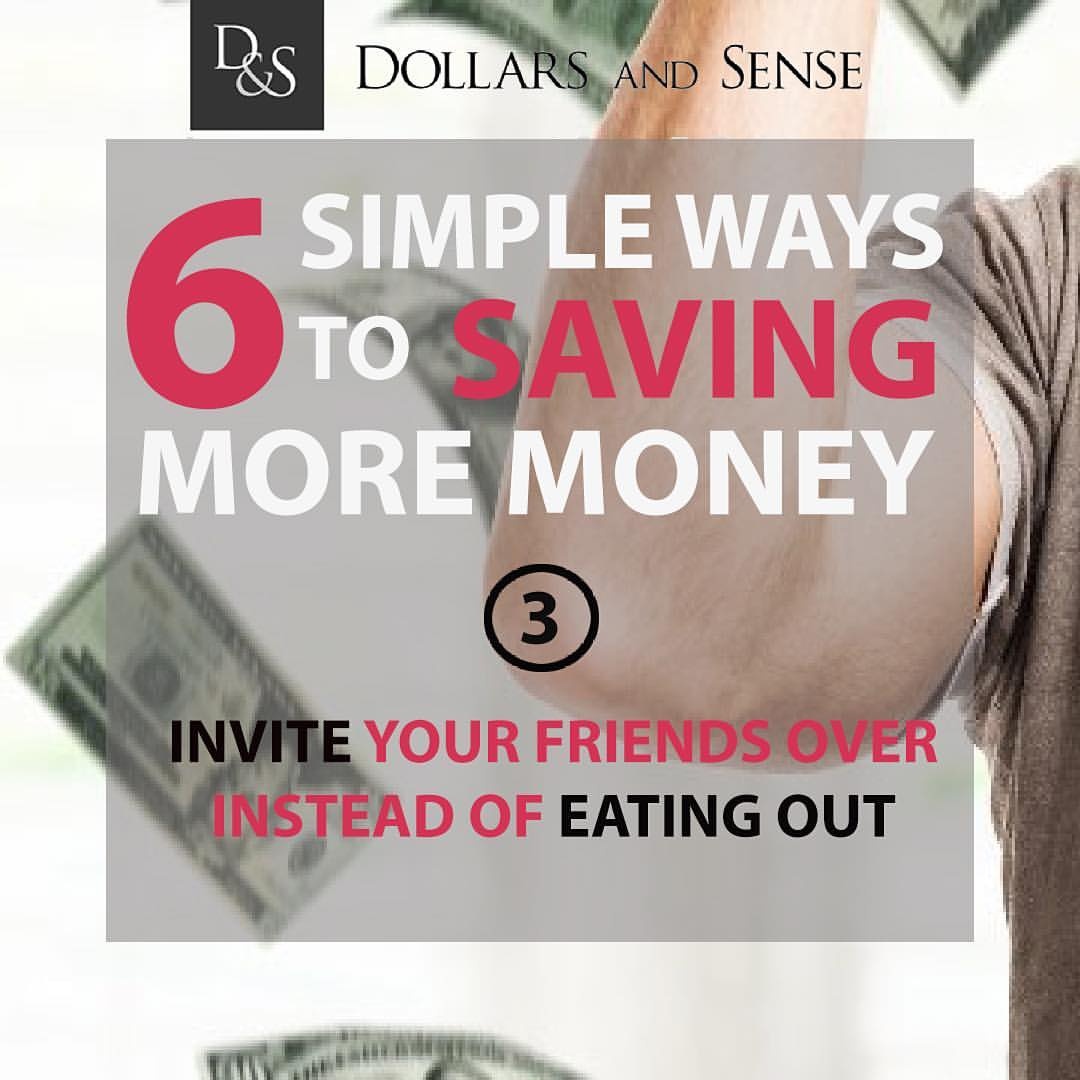 D&S DOLLARS AND SENSE
6 SIMPLE WAYS
TO SAVING
MORE MONEY
3
INVITE YOUR FRIENDS OVER
INSTEAD OF EATING OUT